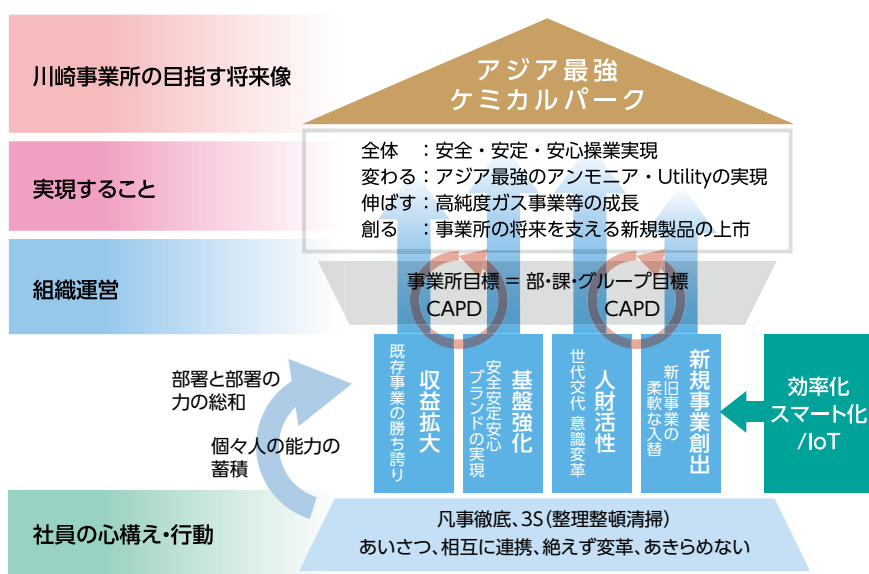 川崎事業所の目指す将来像
アジア最強
ケミカルパーク
実現すること
全体　：安全・安定・安心操業実現
変わる：アジア最強のアンモニア・Utilityの実現
伸ばす：高純度ガス事業等の成長
創る　：事業所の将来を支える新規製品の上市
組織運営
事業所目標 = 部・課・グループ目標
CAPD
CAPD
部署と部署の
力の総和
個々人の能力の
蓄積
収益拡大
既存事業の勝ち誇り
基盤強化
安全安定安心
ブランドの実現
人財活性
世代交代 意識変革
新規事業創出
新旧事業の
柔軟な入替
効率化
スマート化
/IoT
社員の心構え・行動
凡事徹底、3S（整理整頓清掃）
あいさつ、相互に連携、絶えず変革、あきらめない